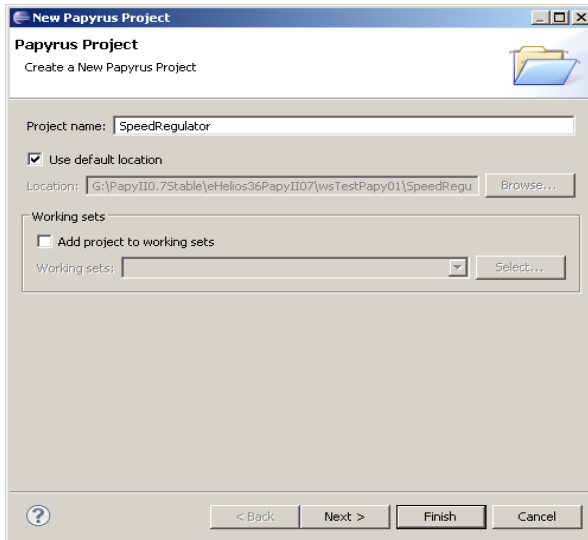 New Papyrus Project
Papyrus Project
Create a New Papyrus Project
Project name: SpeedRegulator
Use default location
Location: G:\PapyII0.7Stable\eHelios36PapyII07\wsTestPapy01\SpeedRegu Browse...
Working sets
Add project to working sets
Working sets: Select...
? < Back Next > Finish Cancel